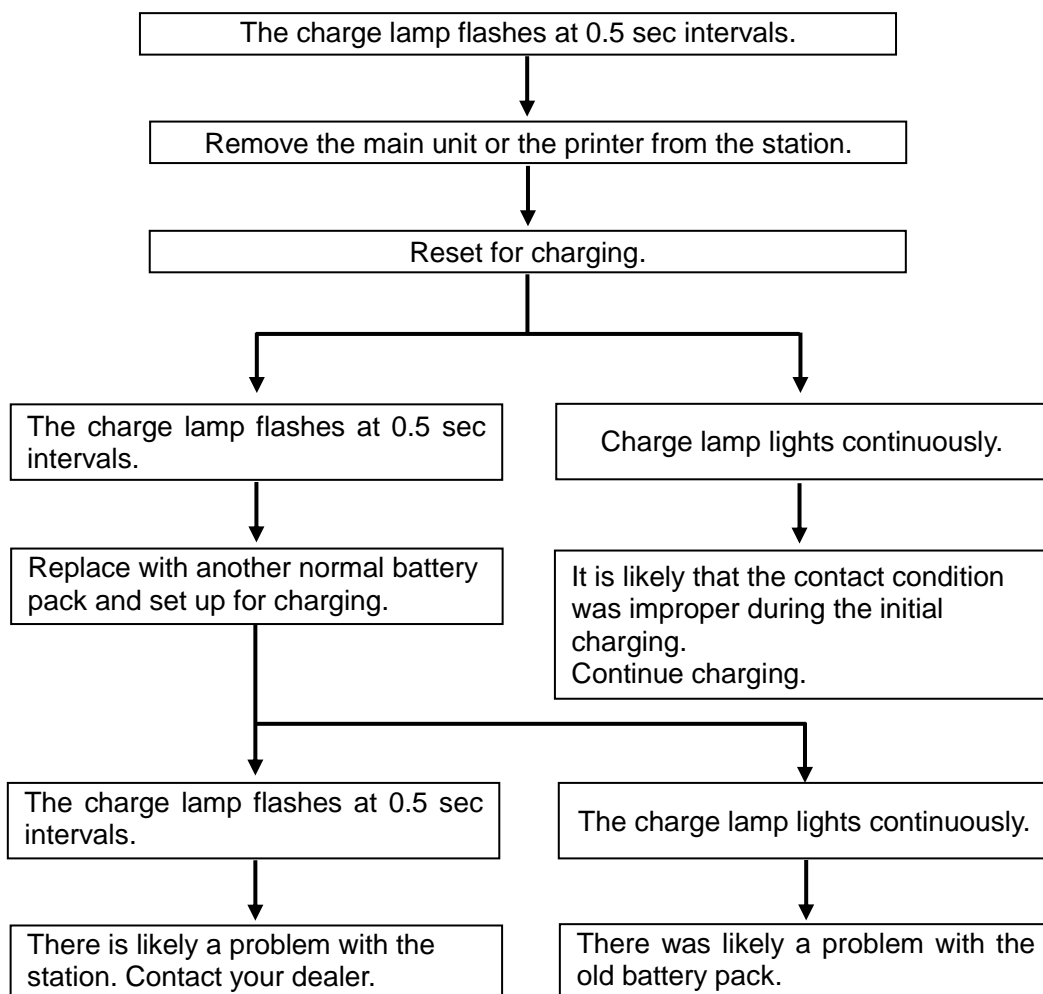 The charge lamp flashes at 0.5 sec intervals.
Remove the main unit or the printer from the station.
Reset for charging.
The charge lamp flashes at 0.5 sec
intervals.
Charge lamp lights continuously.
Replace with another normal battery
pack and set up for charging.
It is likely that the contact condition
was improper during the initial
charging.
Continue charging.
The charge lamp flashes at 0.5 sec
intervals.
The charge lamp lights continuously.
There is likely a problem with the
station. Contact your dealer.
There was likely a problem with the
old battery pack.